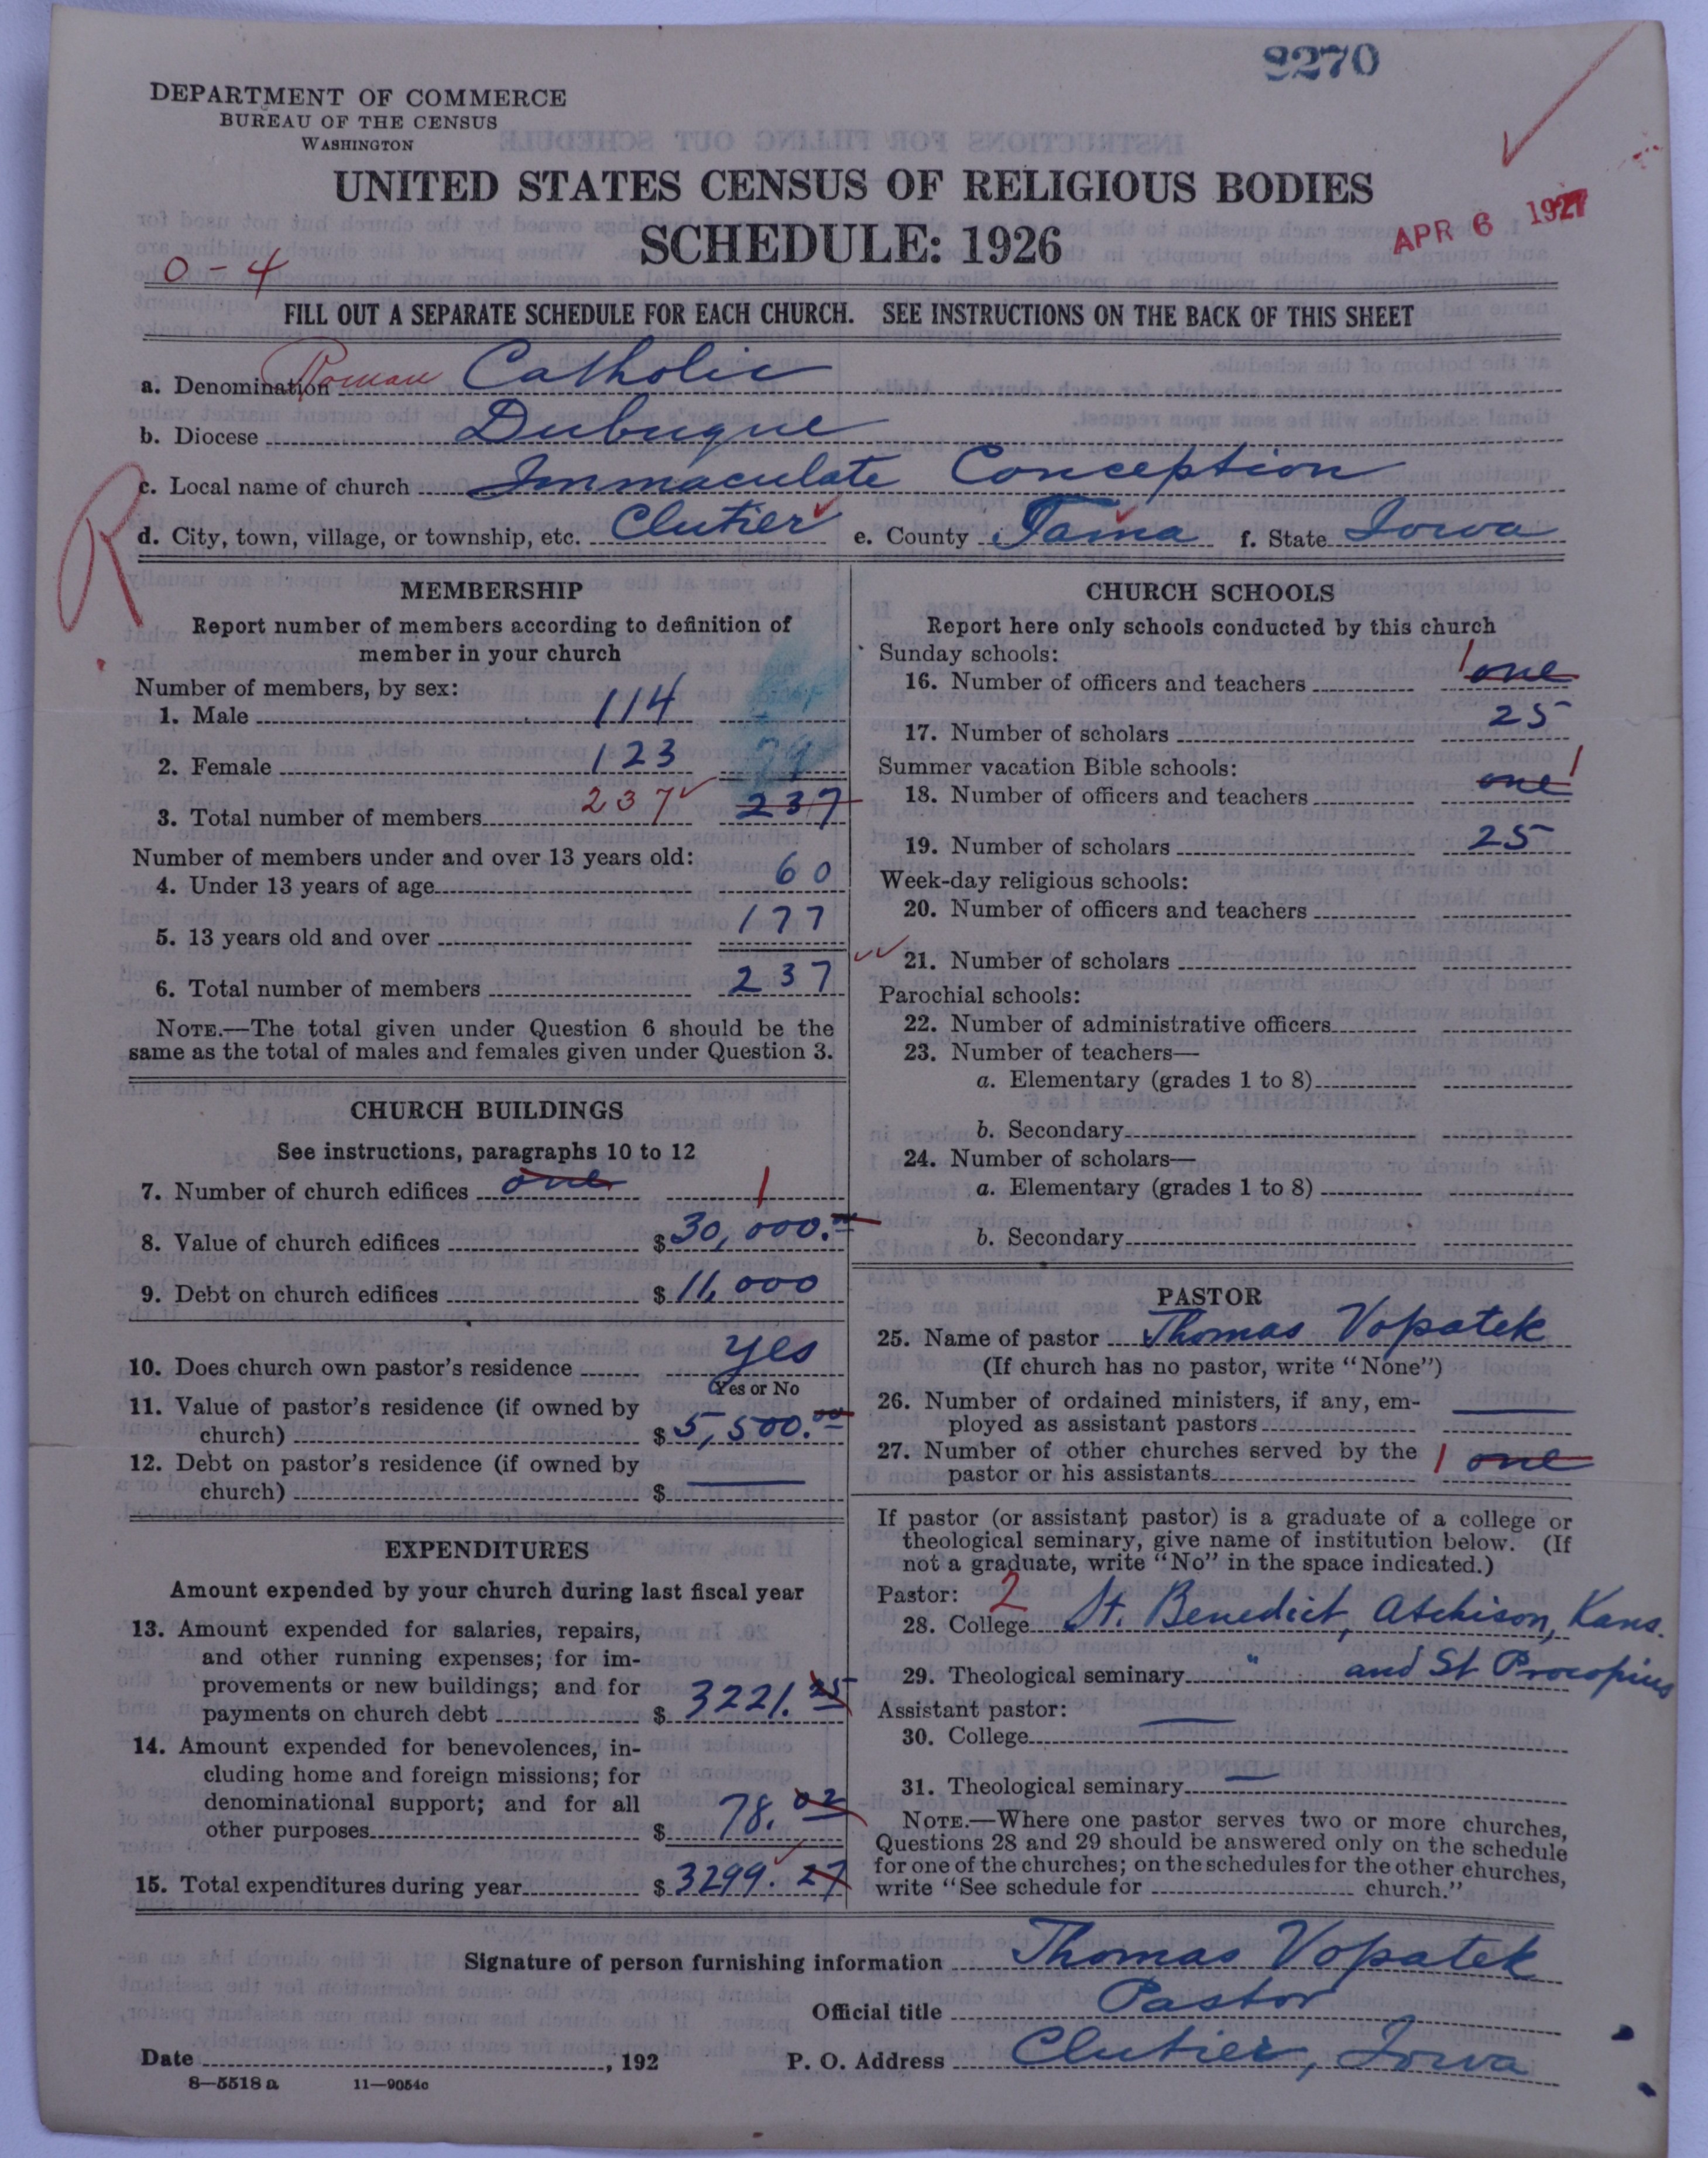 8270
DEPARTMENT OF COMMERCE
BUREAU OF THE CENSUS
WASHINGTON
UNITED STATES CENSUS OF RELIGIOUS BODIES
SCHEDULE: 1926
APR 6 1927
0-4
FILL OUT A SEPARATE SCHEDULE FOR EACH CHURCH. SEE INSTRUCTIONS ON THE BACK OF THIS SHEET
a. Denomination Roman Catholic
b. Diocese Dubuque
c. Local name of church Immaculate Conception
R
d. City, town, village, or township, etc. Clutier e. County Tama f. State Iowa
MEMBERSHIP
Report number of members according to definition of
member in your church
Number of members, by sex:
1. Male 114
2. Female 123
3. Total number of members 237 237
Number of members under and over 13 years old:
4. Under 13 years of age 60
5. 13 years old and over 177
6. Total number of members 237
NOTE.—The total given under Question 6 should be the
same as the total of males and females given under Question 3.
CHURCH BUILDINGS
See instructions, paragraphs 10 to 12
7. Number of church edifices one 1
8. Value of church edifices $ 30,000.00
9. Debt on church edifices $ 11,000
10. Does church own pastor's residence yes
Yes or No
11. Value of pastor's residence (if owned by
church) $ 5,500.00
12. Debt on pastor's residence (if owned by
church) $
EXPENDITURES
Amount expended by your church during last fiscal year
13. Amount expended for salaries, repairs,
and other running expenses; for im-
provements or new buildings; and for
payments on church debt $ 3221.25
14. Amount expended for benevolences, in-
cluding home and foreign missions; for
denominational support; and for all
other purposes $ 78.02
15. Total expenditures during year $ 3299.27
CHURCH SCHOOLS
Report here only schools conducted by this church
Sunday schools:
16. Number of officers and teachers 1 one
17. Number of scholars 25
Summer vacation Bible schools:
18. Number of officers and teachers one 1
19. Number of scholars 25
Week-day religious schools:
20. Number of officers and teachers
21. Number of scholars
Parochial schools:
22. Number of administrative officers
23. Number of teachers—
a. Elementary (grades 1 to 8)
b. Secondary
24. Number of scholars—
a. Elementary (grades 1 to 8)
b. Secondary
PASTOR
25. Name of pastor Thomas Vopatek
(If church has no pastor, write "None")
26. Number of ordained ministers, if any, em-
ployed as assistant pastors
27. Number of other churches served by the
pastor or his assistants 1 one
If pastor (or assistant pastor) is a graduate of a college or
theological seminary, give name of institution below. (If
not a graduate, write "No" in the space indicated.)
Pastor: 2
28. College St. Benedict, Atchison, Kans.
29. Theological seminary " and St Procopius
Assistant pastor:
30. College
31. Theological seminary
NOTE.—Where one pastor serves two or more churches,
Questions 28 and 29 should be answered only on the schedule
for one of the churches; on the schedules for the other churches,
write "See schedule for church."
Signature of person furnishing information Thomas Vopatek
Official title Pastor
Date , 192 P. O. Address Clutier, Iowa
8—5518 a 11—9054c